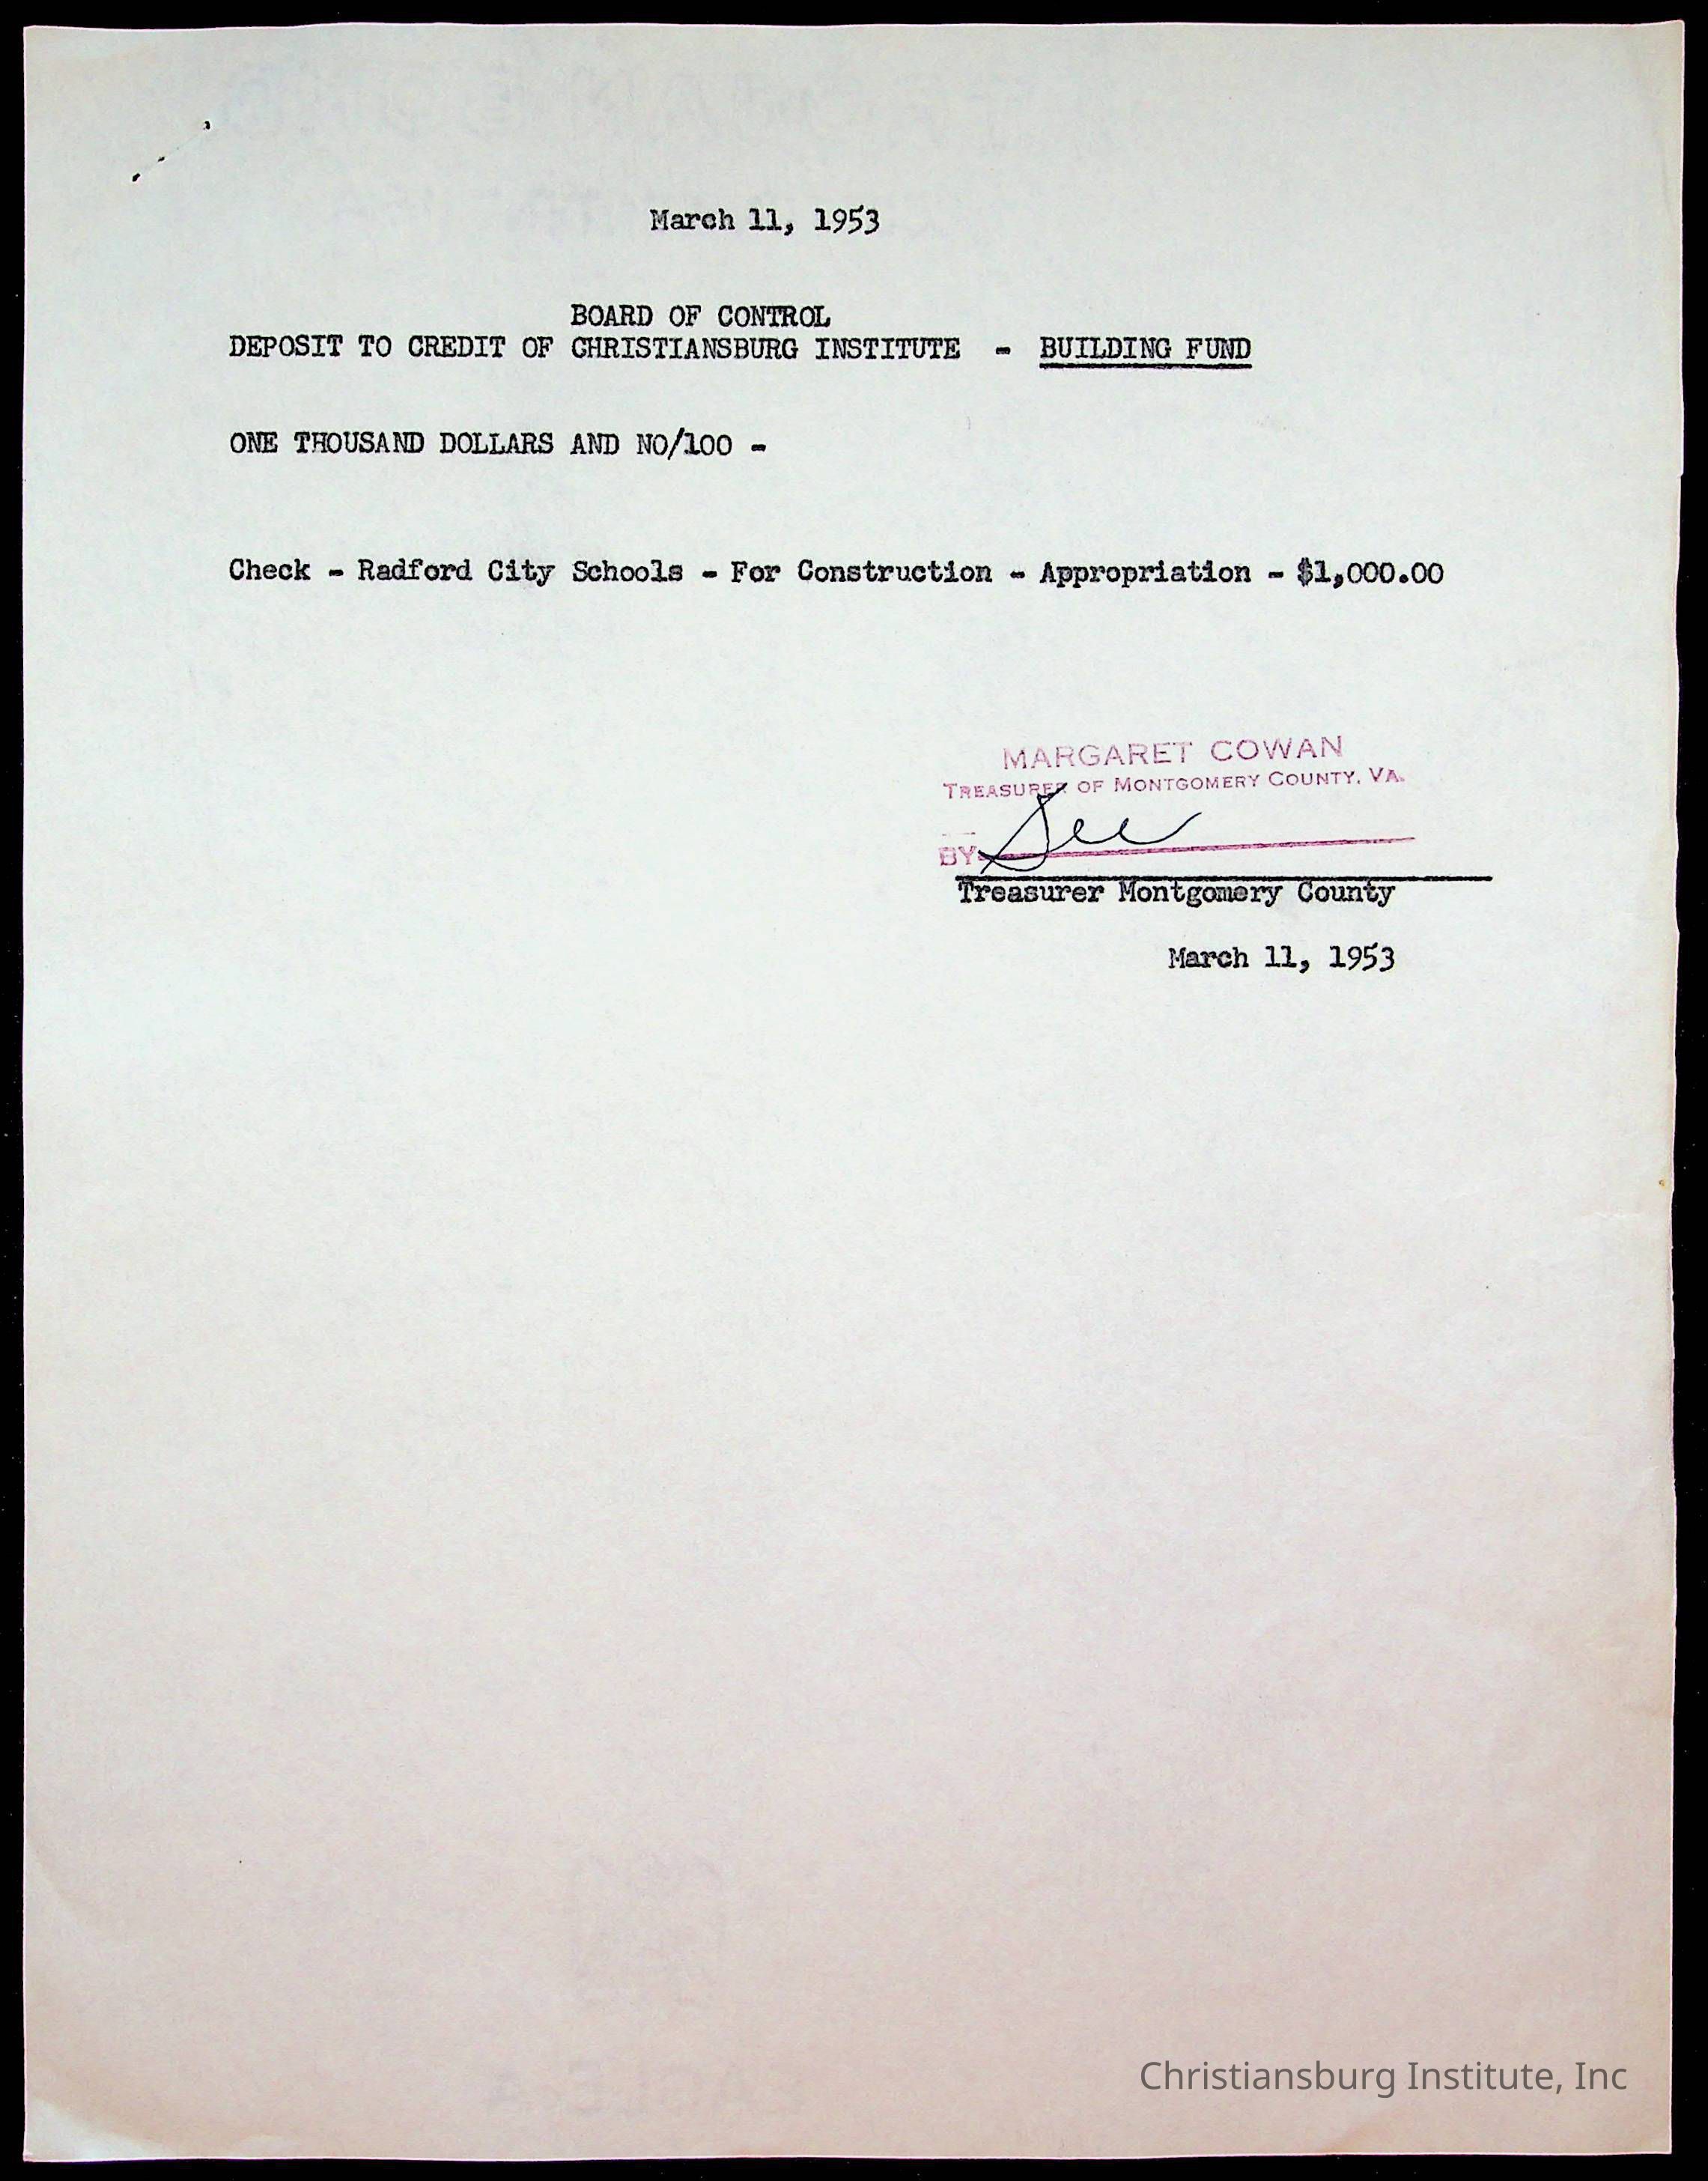 March 11, 1953
BOARD OF CONTROL
DEPOSIT TO CREDIT OF CHRISTIANSBURG INSTITUTE - BUILDING FUND
ONE THOUSAND DOLLARS AND NO/100 -
Check - Radford City Schools - For Construction - Appropriation - $1,000.00
MARGARET COWAN
TREASURER OF MONTGOMERY COUNTY, VA.
BY
Treasurer Montgomery County
March 11, 1953
Christiansburg Institute, Inc